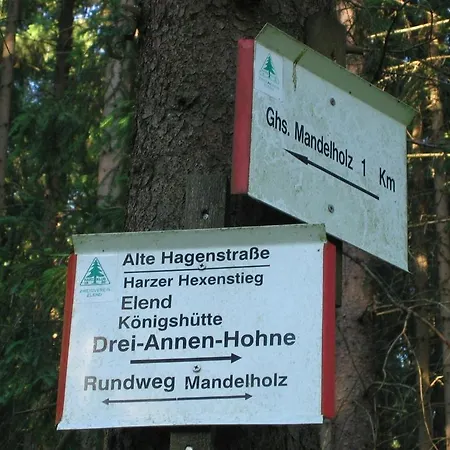 Ghs. Mandelholz 1 Km
Alte Hagenstraße
Harzer Hexenstieg
Elend
Königshütte
Drei-Annen-Hohne
Rundweg Mandelholz